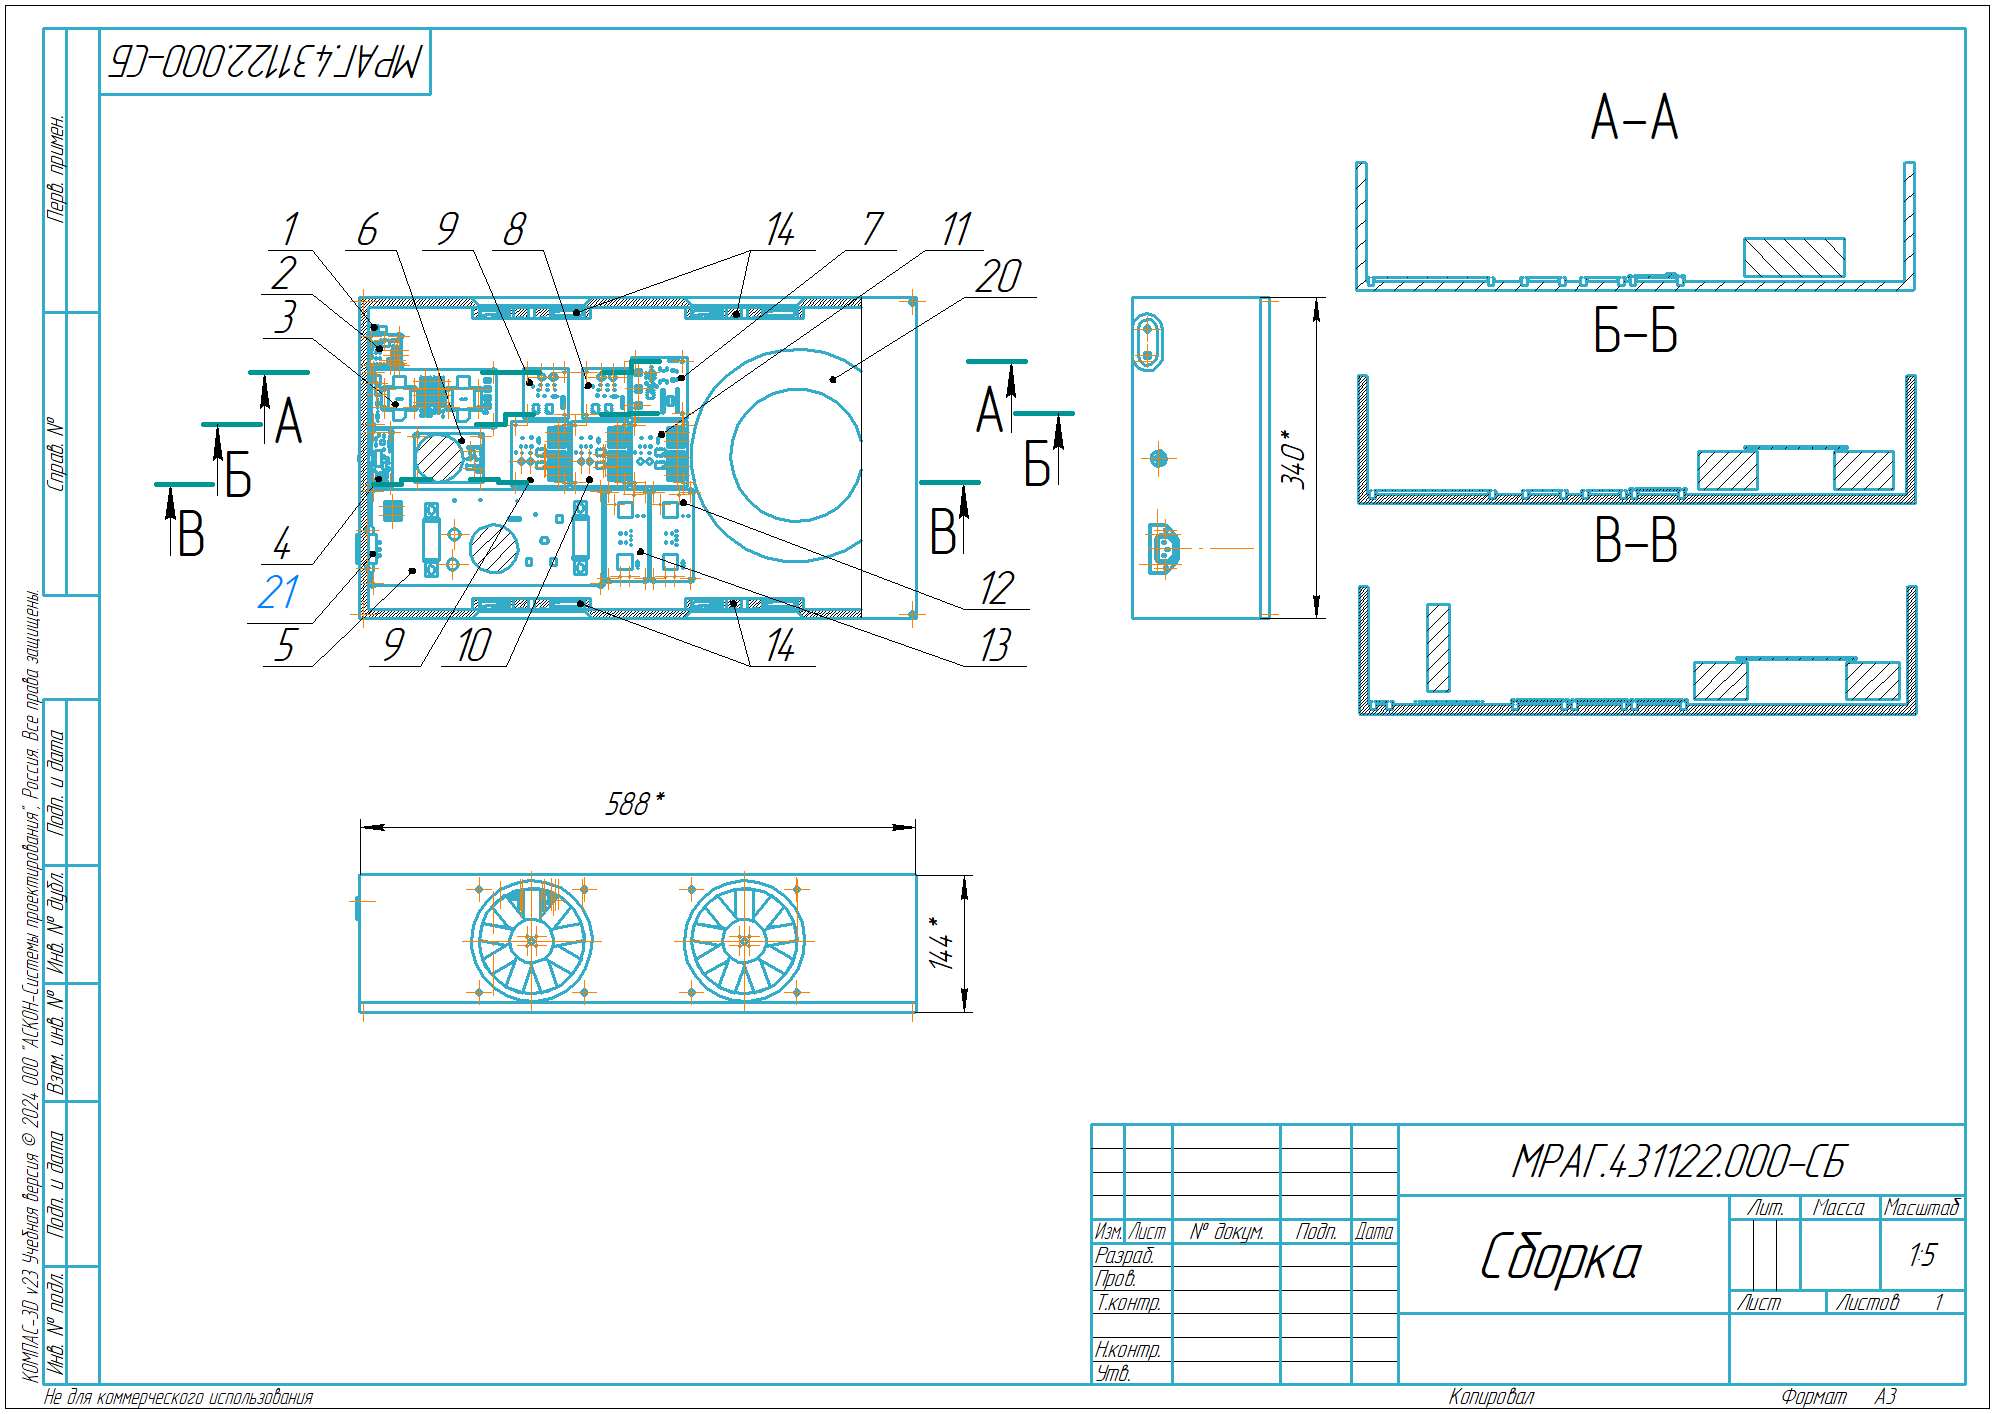 МРАГ.431122.000-СБ
Перв. примен.
Справ. №
Подп. и дата
Инв. № дубл.
Взам. инв. №
Подп. и дата
Инв. № подл.
КОМПАС-3D v23 Учебная версия © 2024 ООО "АСКОН-Системы проектирования", Россия. Все права защищены.
1
6
9
8
14
7
11
2
20
3
А
А
Б
Б
В
В
4
21
5
9
10
14
12
13
340*
А-А
Б-Б
В-В
588*
144*
МРАГ.431122.000-СБ
Изм. Лист № докум. Подп. Дата
Разраб.
Пров.
Т.контр.
Н.контр.
Утв.
Сборка
Лит. Масса Масштаб
1:5
Лист Листов 1
Не для коммерческого использования
Копировал
Формат А3